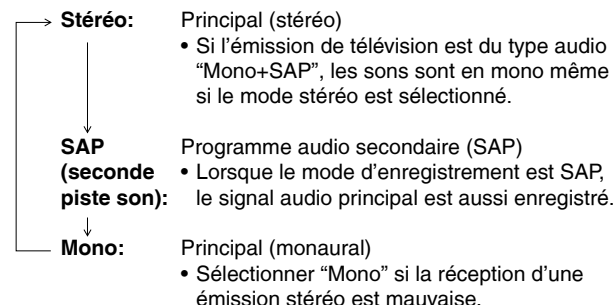 Stéréo: Principal (stéréo)
• Si l'émission de télévision est du type audio
“Mono+SAP”, les sons sont en mono même
si le mode stéréo est sélectionné.
SAP Programme audio secondaire (SAP)
(seconde • Lorsque le mode d'enregistrement est SAP,
piste son): le signal audio principal est aussi enregistré.
Mono: Principal (monaural)
• Sélectionner “Mono” si la réception d'une
émission stéréo est mauvaise.